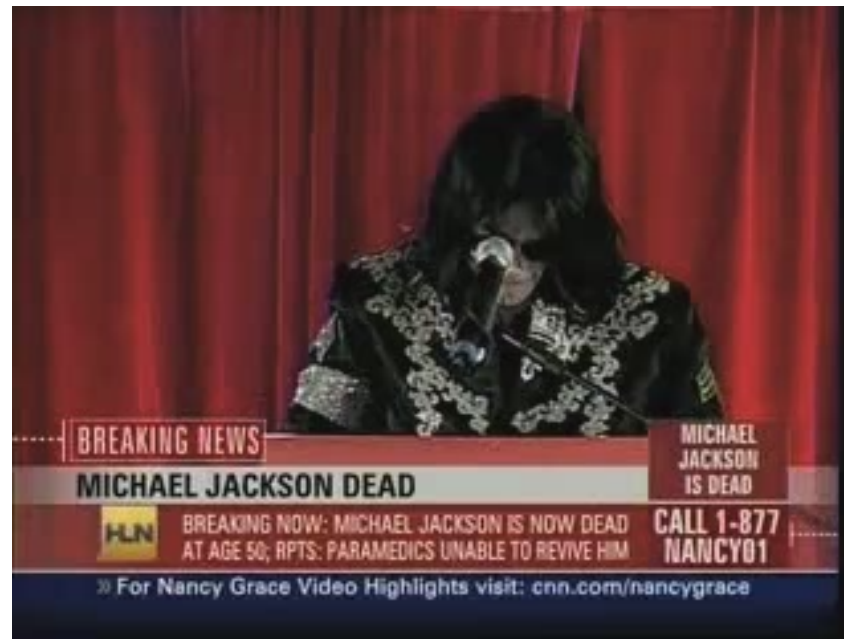 BREAKING NEWS
MICHAEL JACKSON DEAD
MICHAEL
JACKSON
IS DEAD
HLN
BREAKING NOW: MICHAEL JACKSON IS NOW DEAD
AT AGE 50; RPTS: PARAMEDICS UNABLE TO REVIVE HIM
CALL 1-877
NANCY01
» For Nancy Grace Video Highlights visit: cnn.com/nancygrace